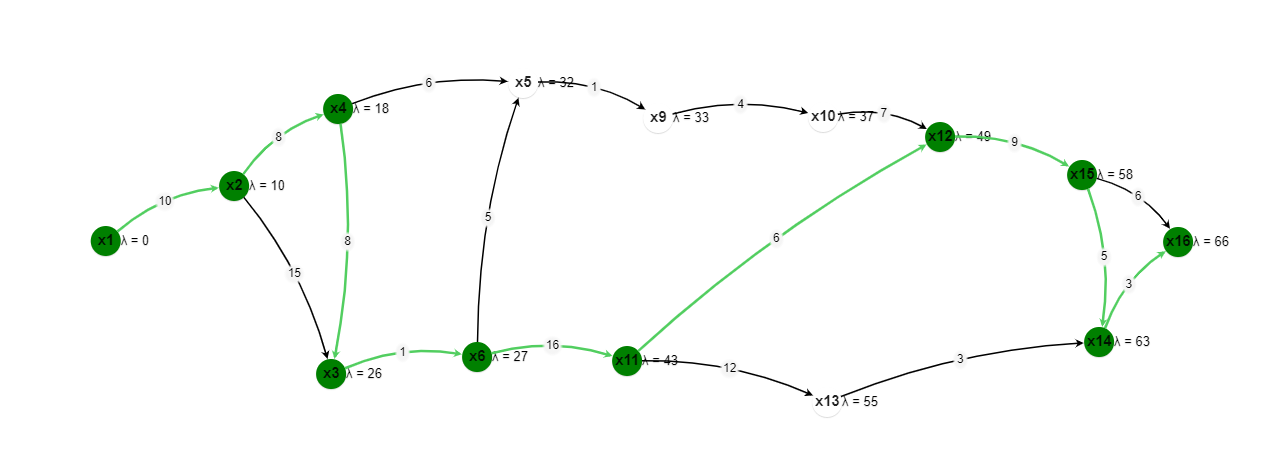 x5 λ = 32
6
1
x4 λ = 18
4
x9 λ = 33
x10 λ = 37
7
8
x12 λ = 49
9
x15 λ = 58
x2 λ = 10
10
6
5
x1 λ = 0
8
6
x16 λ = 66
15
5
3
x14 λ = 63
16
1
x6 λ = 27
3
x11 λ = 43
12
x3 λ = 26
x13 λ = 55